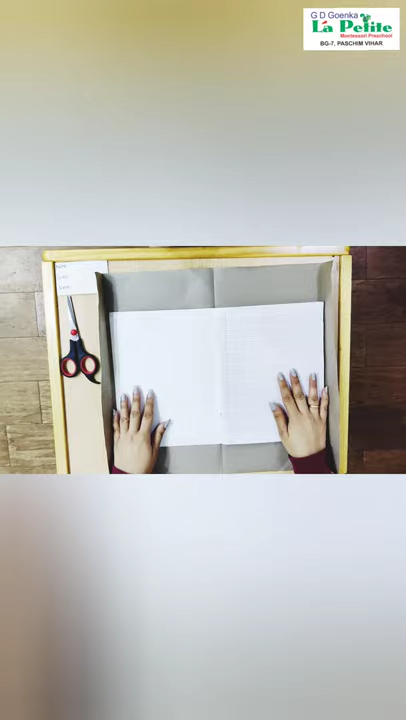 G D Goenka
La Petite
Montessori Preschool
BG-7, PASCHIM VIHAR